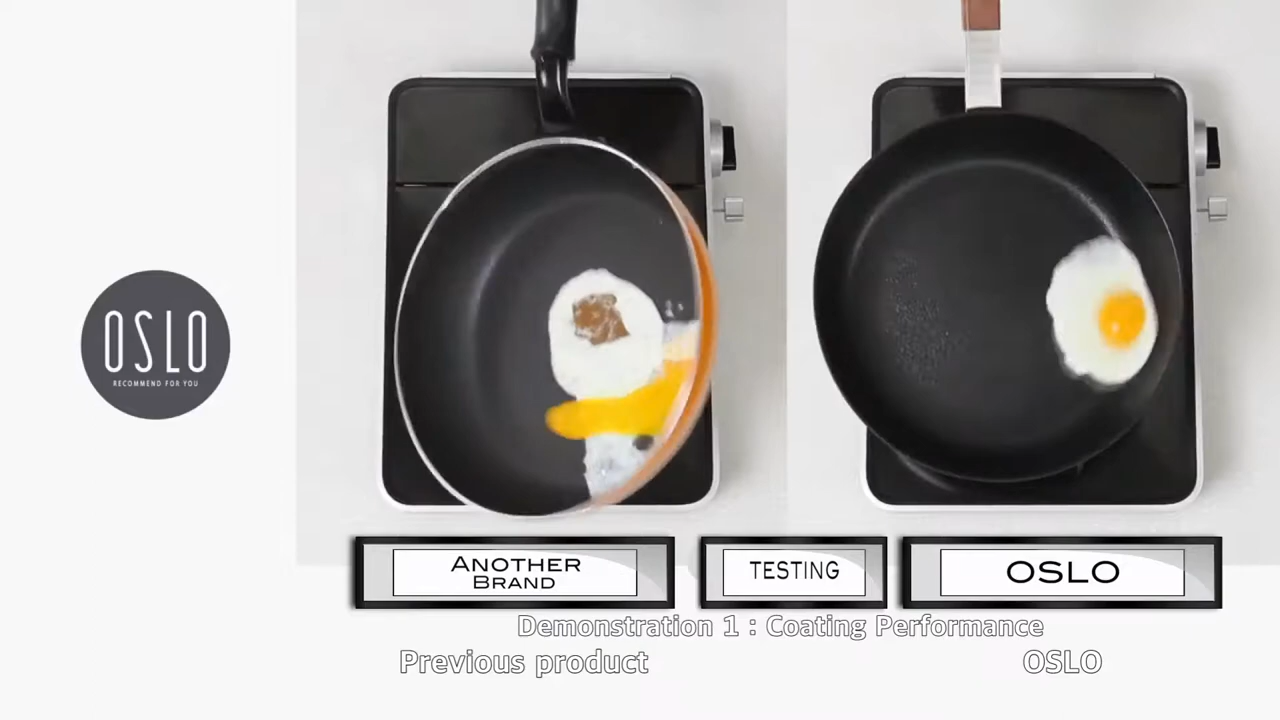 OSLO
RECOMMEND FOR YOU
ANOTHER
BRAND
TESTING
OSLO
Demonstration 1 : Coating Performance
Previous product
OSLO